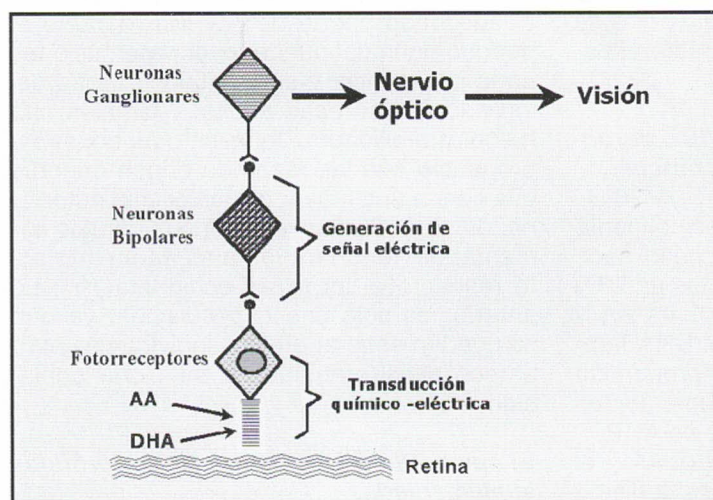 Neuronas
Ganglionares
Nervio
óptico
Visión
Neuronas
Bipolares
Generación de
señal eléctrica
Fotorreceptores
Transducción
químico -eléctrica
AA
DHA
Retina